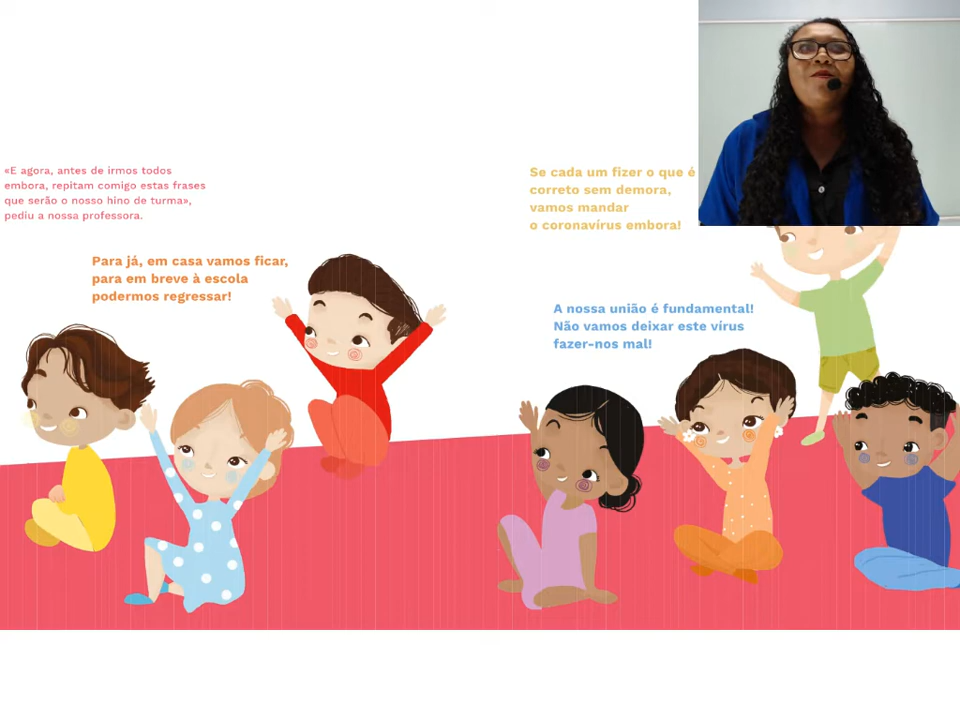 «E agora, antes de irmos todos
embora, repitam comigo estas frases
que serão o nosso hino de turma»,
pediu a nossa professora.
Para já, em casa vamos ficar,
para em breve à escola
podermos regressar!
Se cada um fizer o que é
correto sem demora,
vamos mandar
o coronavírus embora!
A nossa união é fundamental!
Não vamos deixar este vírus
fazer-nos mal!